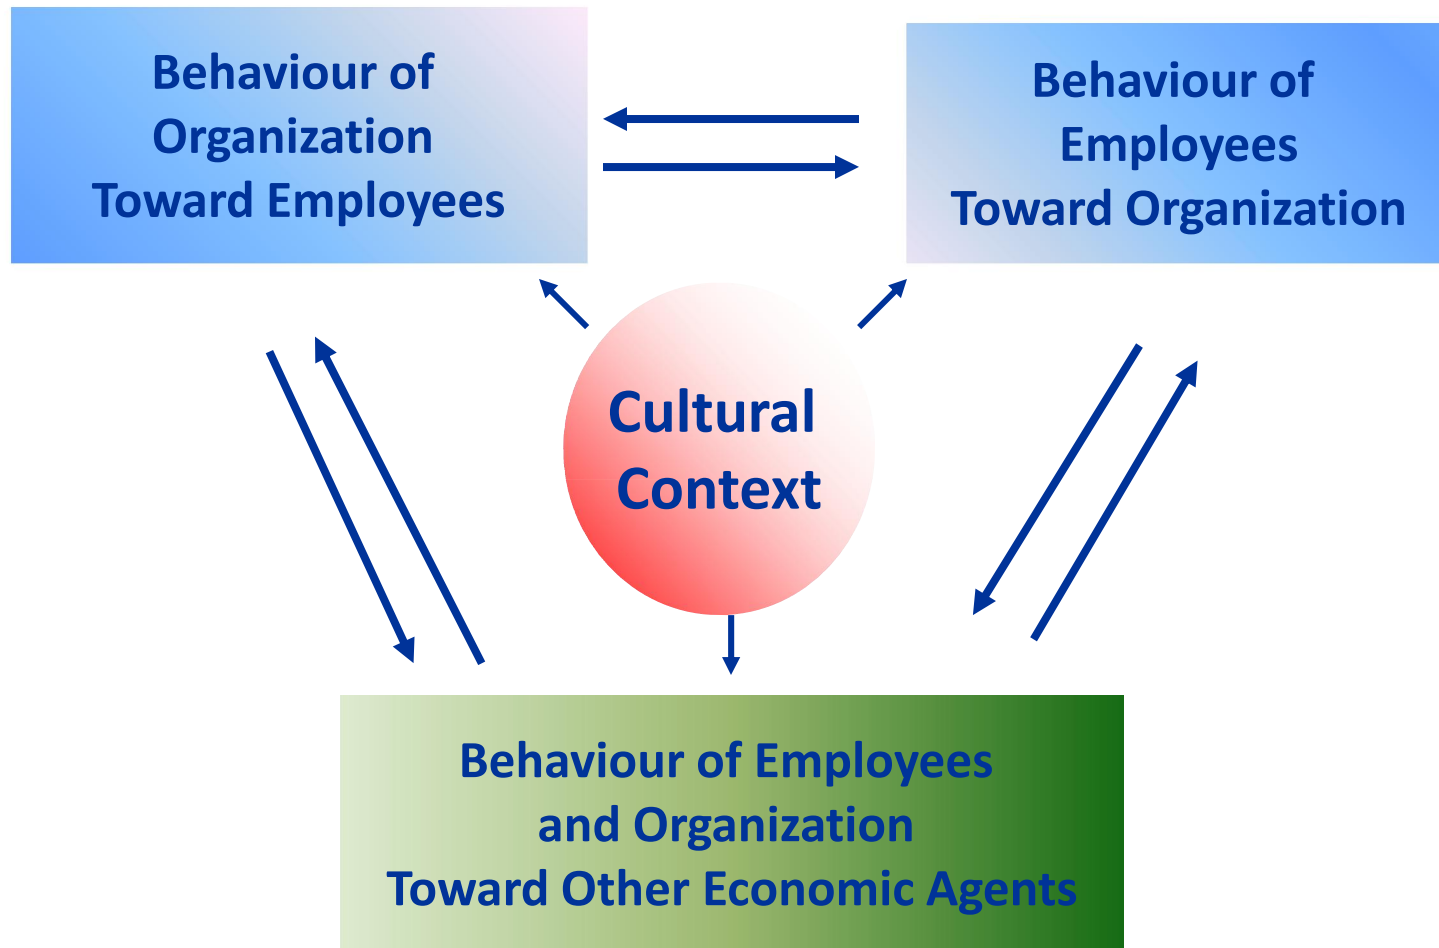 Behaviour of
Organization
Toward Employees
Behaviour of
Employees
Toward Organization
Cultural
Context
Behaviour of Employees
and Organization
Toward Other Economic Agents